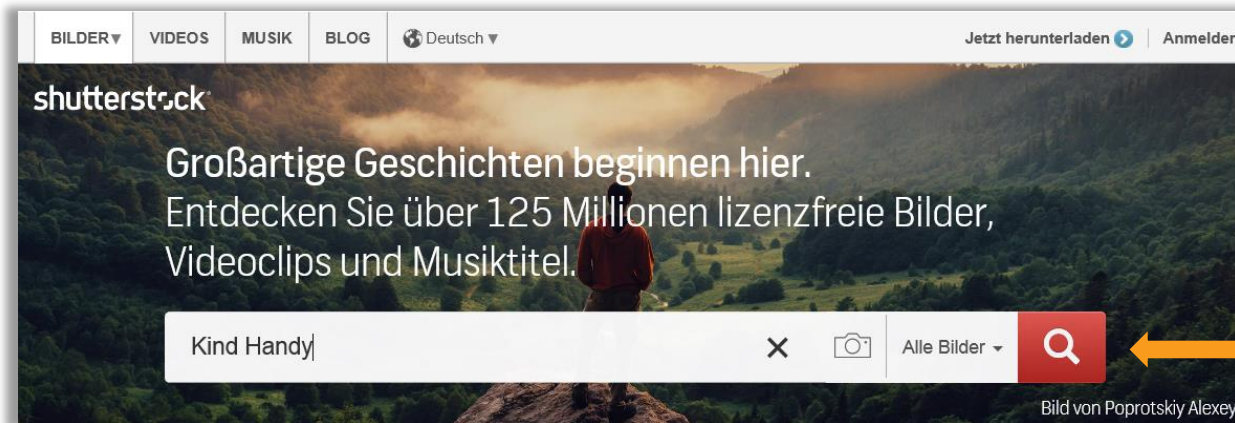 BILDER▼ VIDEOS MUSIK BLOG Deutsch ▼ Jetzt herunterladen Anmelden
shutterstock
Großartige Geschichten beginnen hier.
Entdecken Sie über 125 Millionen lizenzfreie Bilder,
Videoclips und Musiktitel.
Kind Handy Alle Bilder
Bild von Poprotskiy Alexey